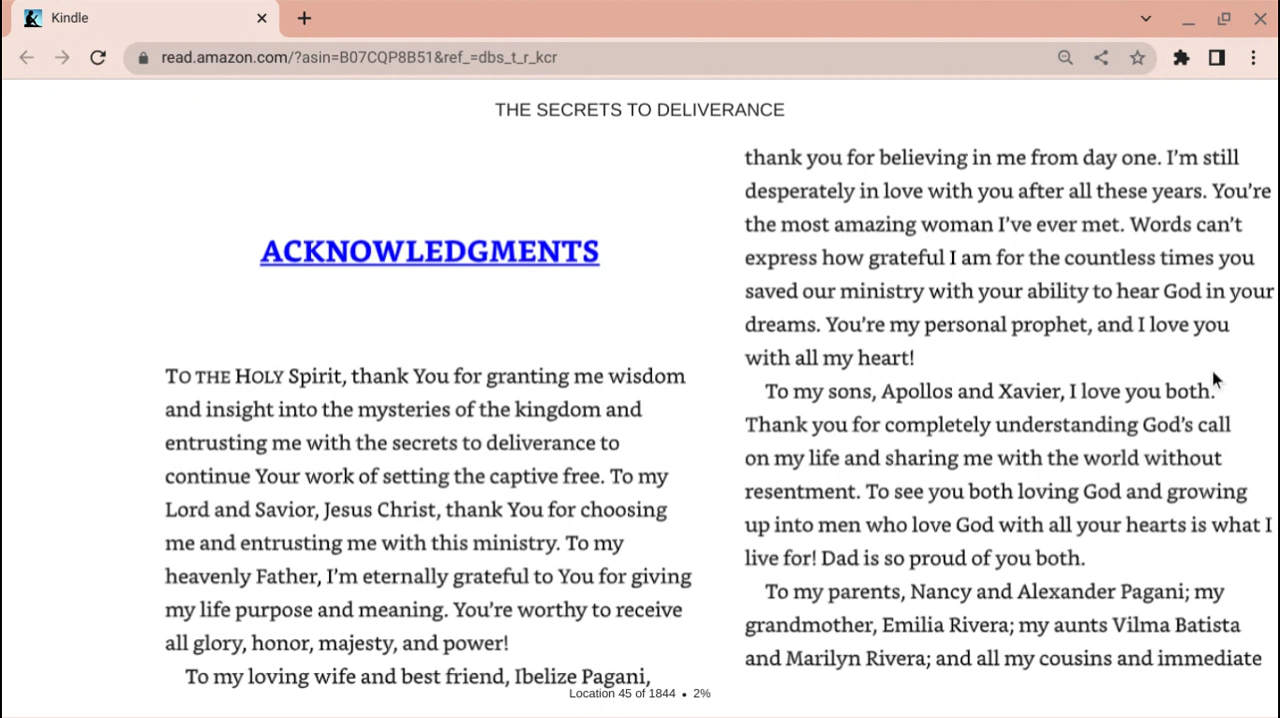 Kindle
read.amazon.com/?asin=B07CQP8B51&ref_=dbs_t_r_kcr
THE SECRETS TO DELIVERANCE
ACKNOWLEDGMENTS
TO THE HOLY Spirit, thank You for granting me wisdom
and insight into the mysteries of the kingdom and
entrusting me with the secrets to deliverance to
continue Your work of setting the captive free. To my
Lord and Savior, Jesus Christ, thank You for choosing
me and entrusting me with this ministry. To my
heavenly Father, I’m eternally grateful to You for giving
my life purpose and meaning. You’re worthy to receive
all glory, honor, majesty, and power!
To my loving wife and best friend, Ibelize Pagani,
thank you for believing in me from day one. I’m still
desperately in love with you after all these years. You’re
the most amazing woman I’ve ever met. Words can’t
express how grateful I am for the countless times you
saved our ministry with your ability to hear God in your
dreams. You’re my personal prophet, and I love you
with all my heart!
To my sons, Apollos and Xavier, I love you both.
Thank you for completely understanding God’s call
on my life and sharing me with the world without
resentment. To see you both loving God and growing
up into men who love God with all your hearts is what I
live for! Dad is so proud of you both.
To my parents, Nancy and Alexander Pagani; my
grandmother, Emilia Rivera; my aunts Vilma Batista
and Marilyn Rivera; and all my cousins and immediate
Location 45 of 1844 • 2%